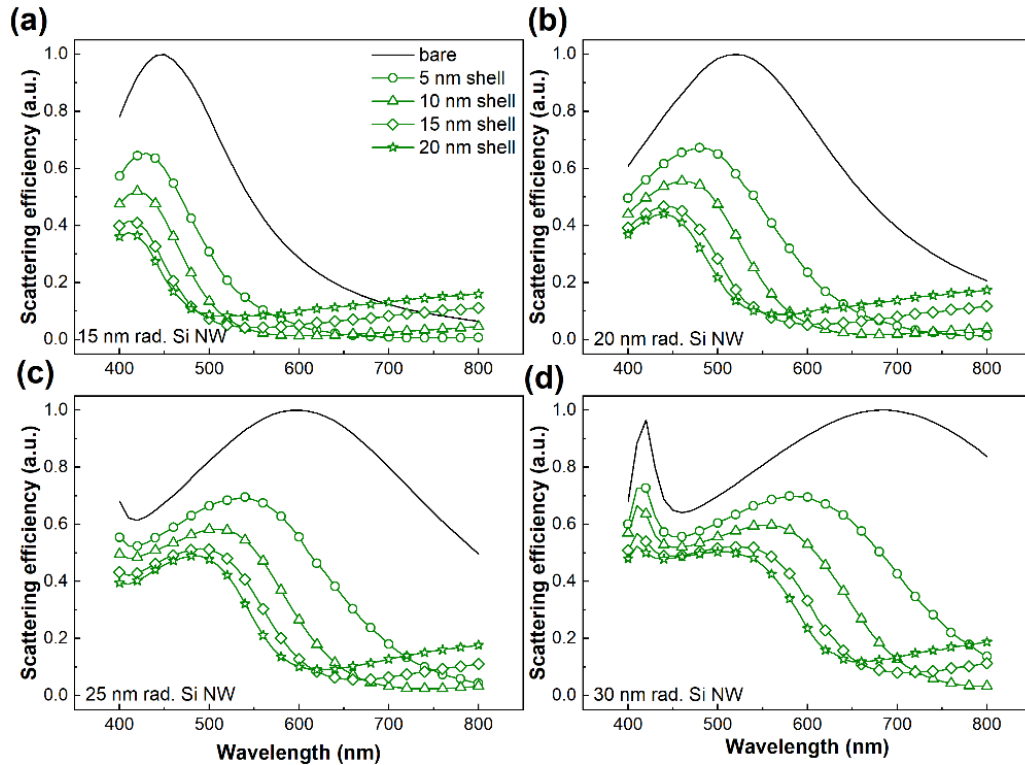 (a)
(b)
bare
5 nm shell
10 nm shell
15 nm shell
20 nm shell
Scattering efficiency (a.u.)
1.0
0.8
0.6
0.4
0.2
0.0
15 nm rad. Si NW
400 500 600 700 800
Scattering efficiency (a.u.)
1.0
0.8
0.6
0.4
0.2
0.0
20 nm rad. Si NW
400 500 600 700 800
(c)
(d)
Scattering efficiency (a.u.)
1.0
0.8
0.6
0.4
0.2
0.0
25 nm rad. Si NW
400 500 600 700 800
Wavelength (nm)
Scattering efficiency (a.u.)
1.0
0.8
0.6
0.4
0.2
0.0
30 nm rad. Si NW
400 500 600 700 800
Wavelength (nm)